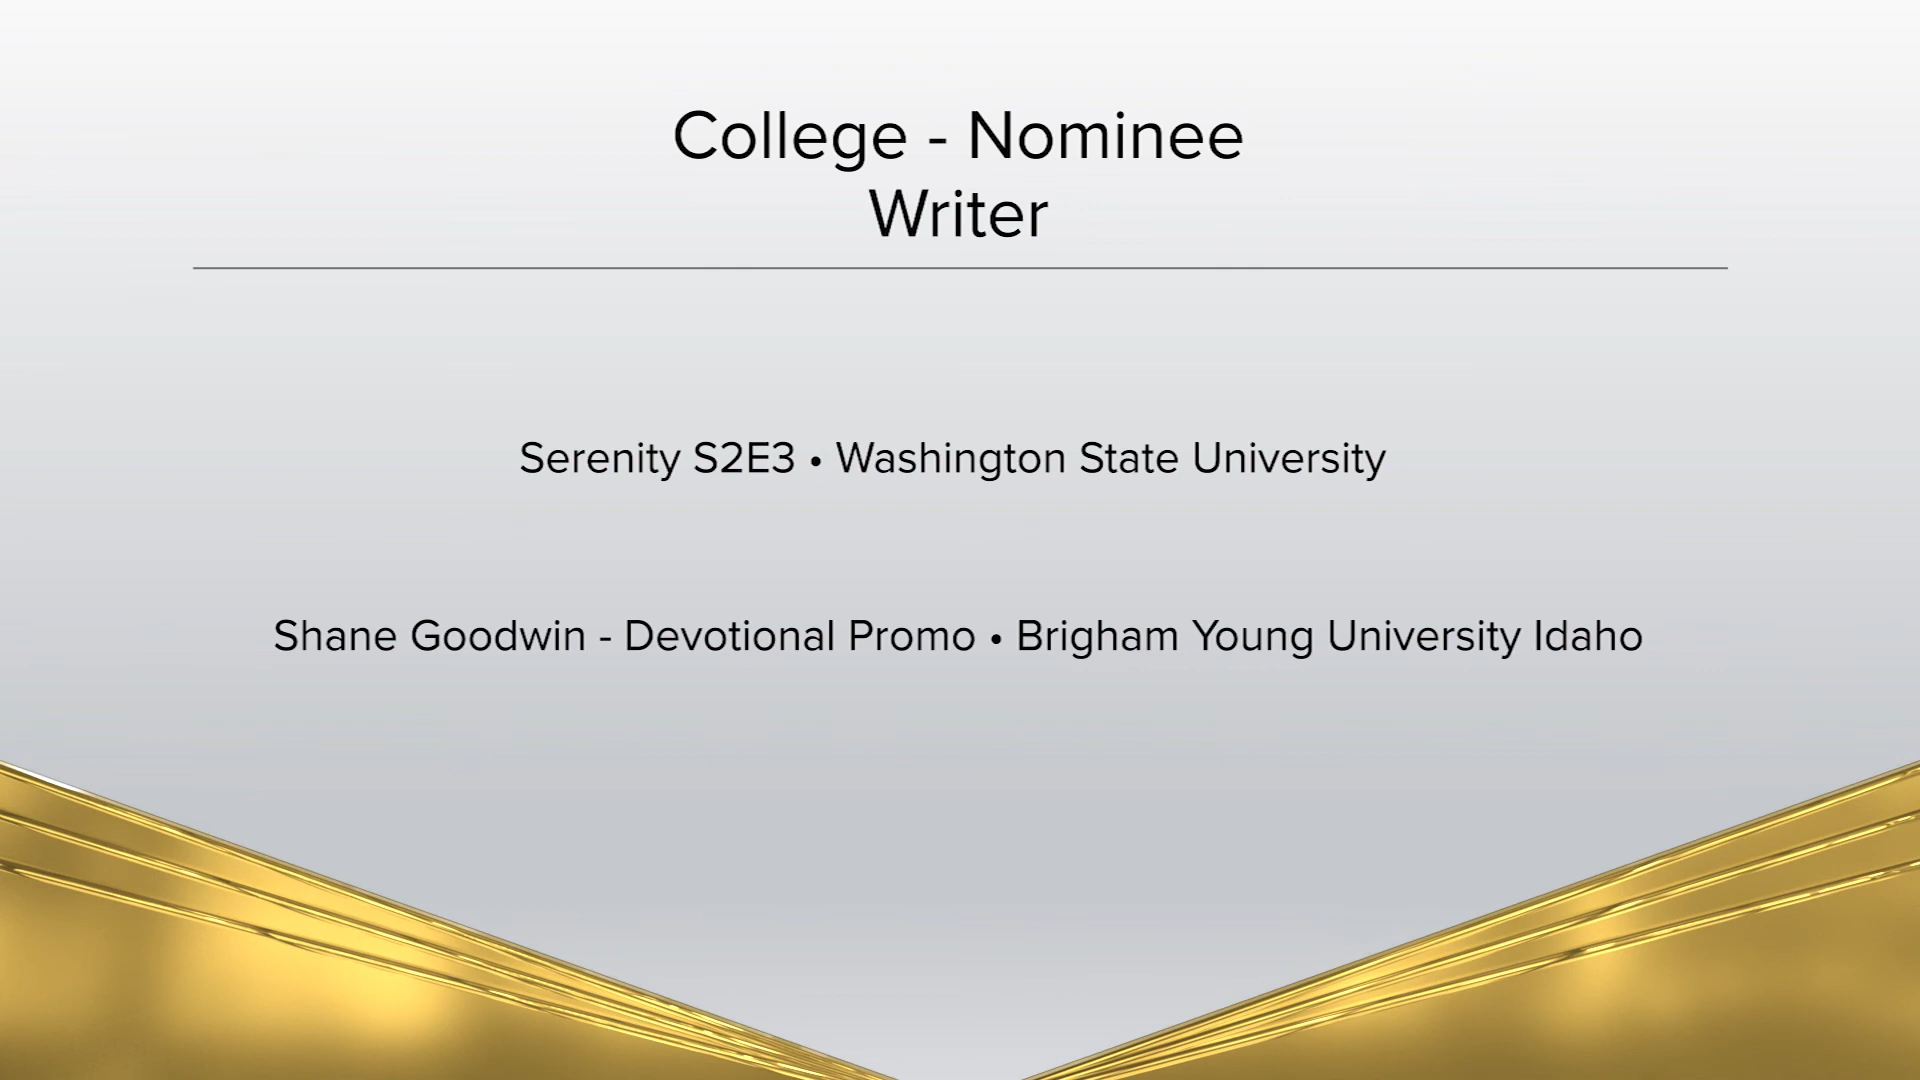 College - Nominee
Writer
Serenity S2E3 • Washington State University
Shane Goodwin - Devotional Promo • Brigham Young University Idaho